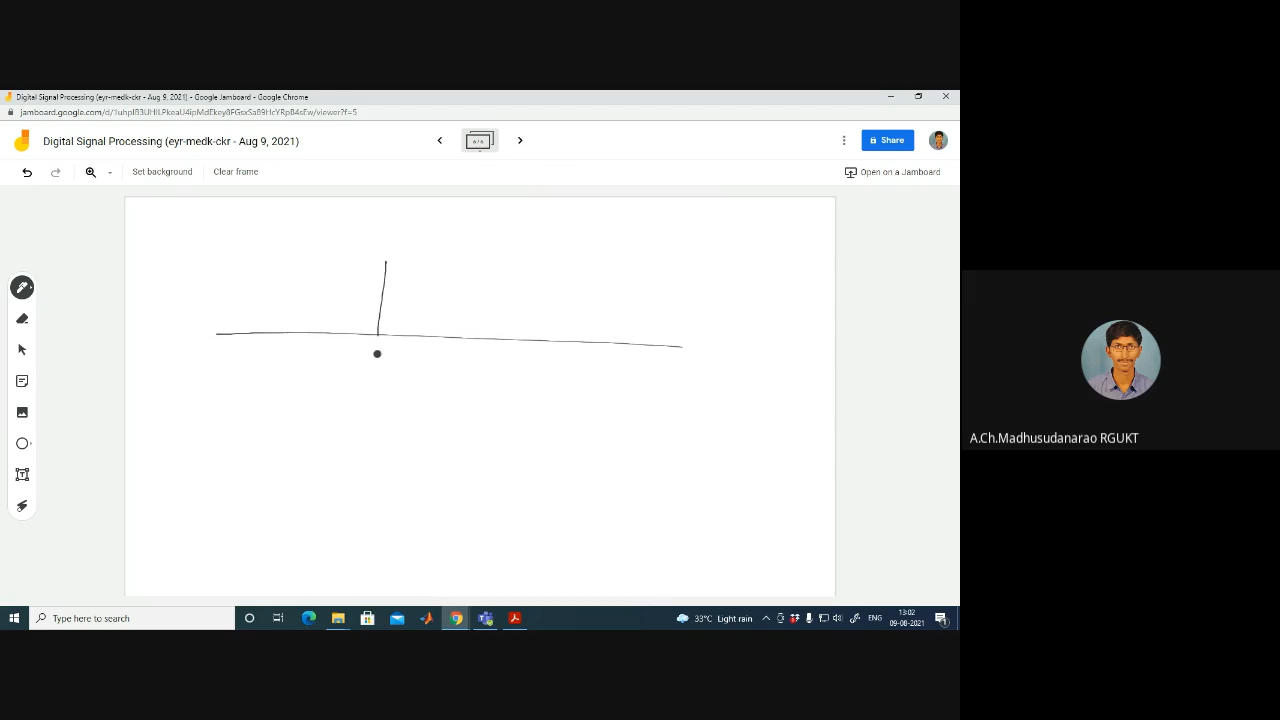 Digital Signal Processing (eyr-medk-ckr - Aug 9, 2021) - Google Jamboard - Google Chrome
Digital Signal Processing (eyr-medk-ckr - Aug 9, 2021)
6 / 6
Share
Set background
Clear frame
Open on a Jamboard
A.Ch.Madhusudanarao RGUKT
Type here to search
33°C Light rain
ENG
13:02
09-08-2021